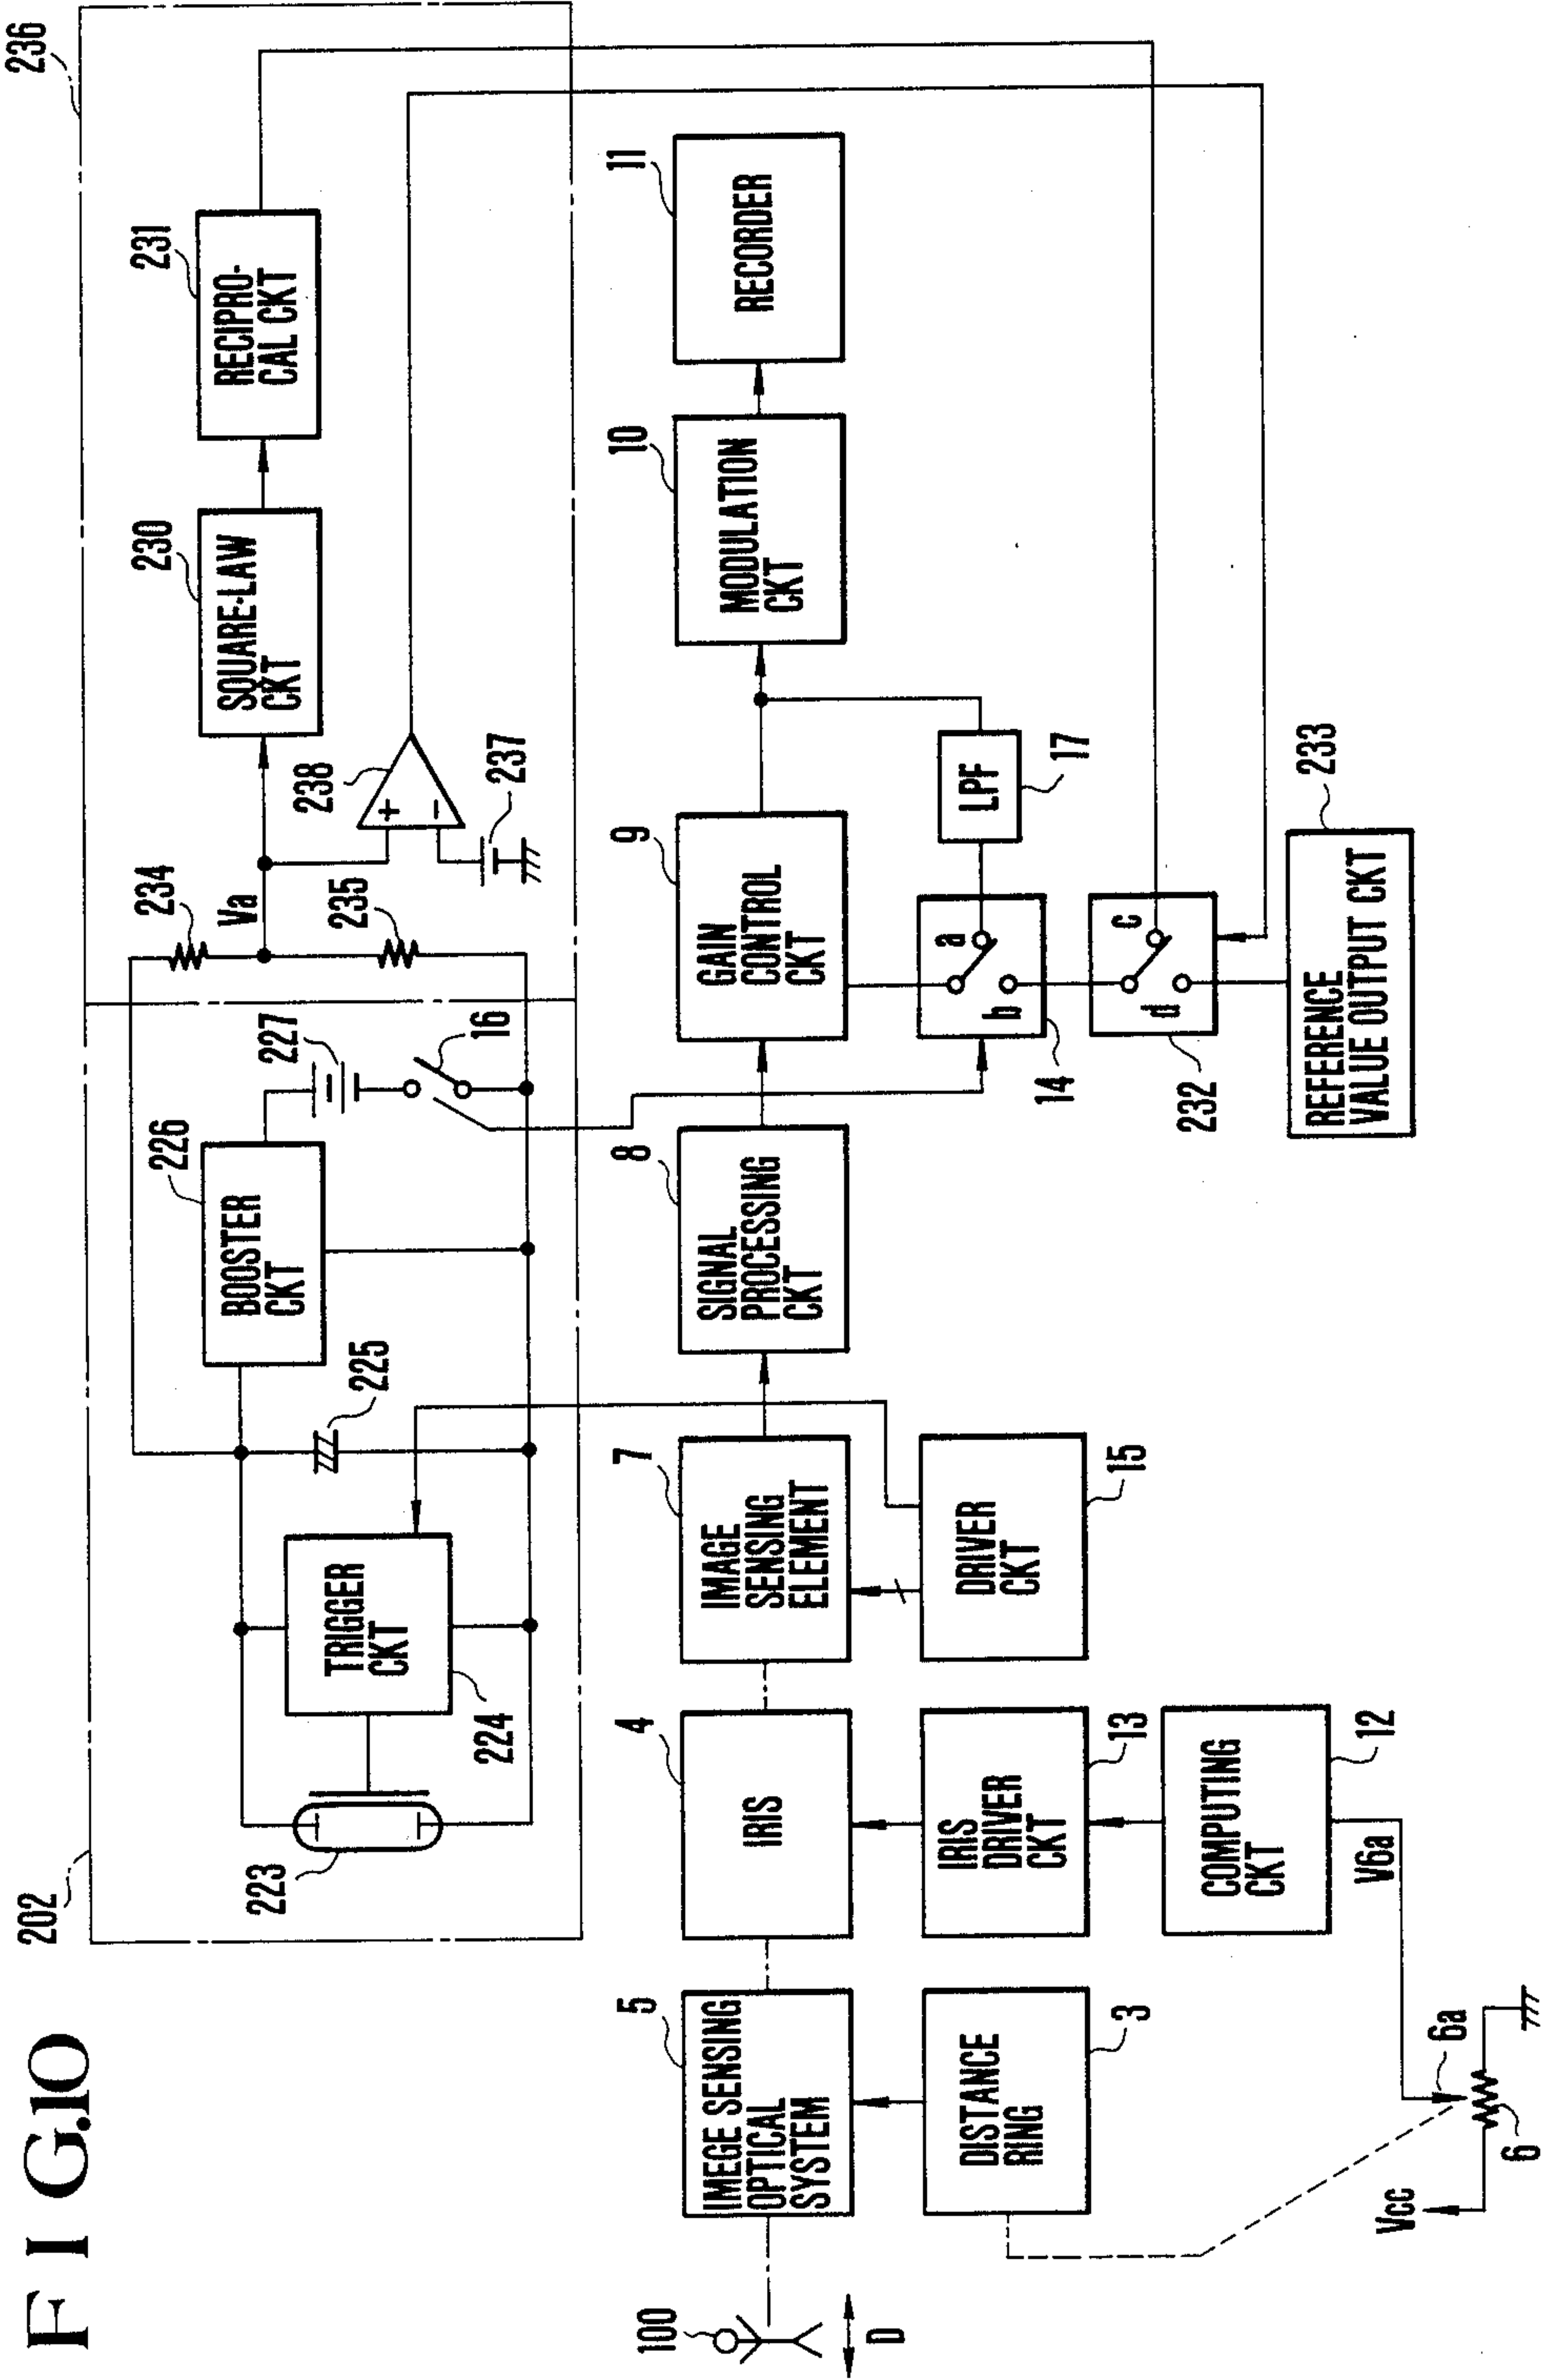 FIG.10
202
236
223
TRIGGER
CKT
224
225
BOOSTER
CKT
226
227
16
234
Va
235
238
+
−
237
SQUARE-LAW
CKT
230
RECIPRO-
CAL CKT
231
100
D
IMEGE SENSING
OPTICAL
SYSTEM
5
IRIS
4
IMAGE
SENSING
ELEMENT
7
SIGNAL
PROCESSING
CKT
8
GAIN
CONTROL
CKT
9
MODULATION
CKT
10
RECORDER
11
DISTANCE
RING
3
IRIS
DRIVER
CKT
13
DRIVER
CKT
15
a
b
14
LPF
17
COMPUTING
CKT
12
V6a
c
d
232
REFERENCE
VALUE OUTPUT CKT
233
Vcc
6
6a